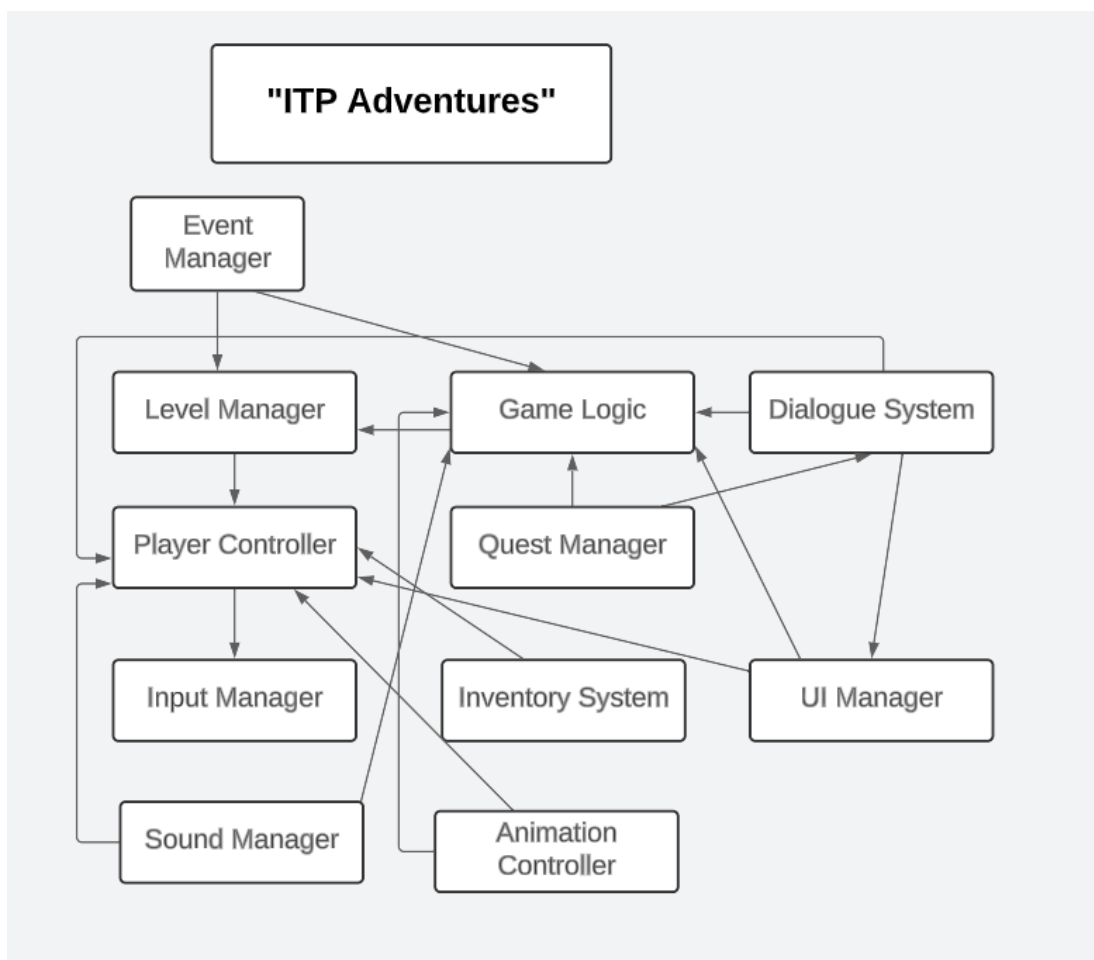 "ITP Adventures"
Event
Manager
Level Manager
Game Logic
Dialogue System
Player Controller
Quest Manager
Input Manager
Inventory System
UI Manager
Sound Manager
Animation
Controller